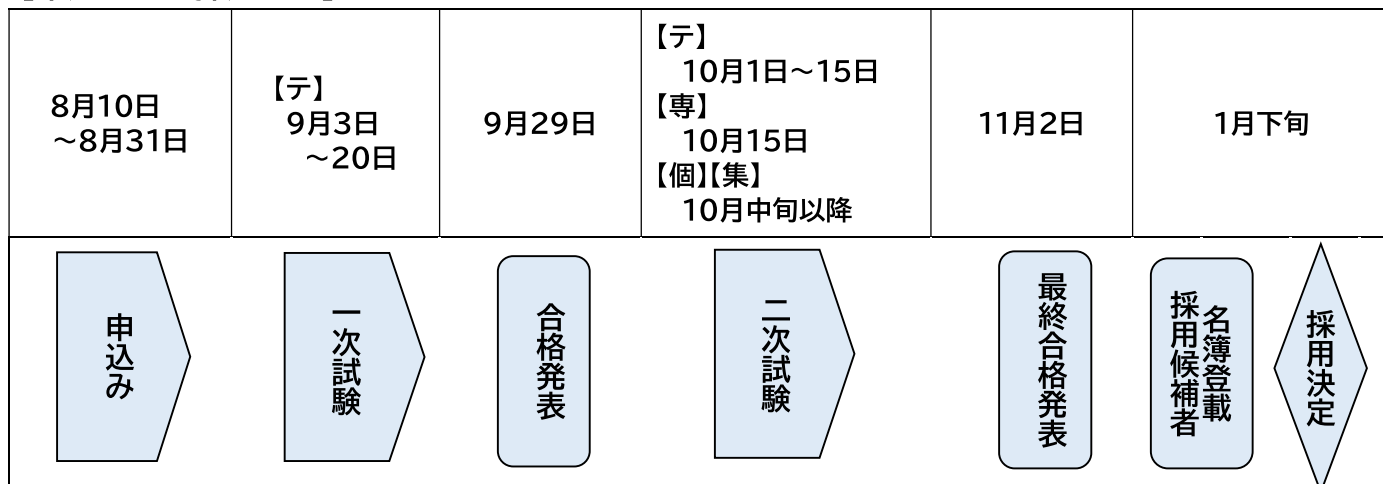 8月10日
～8月31日
【テ】
9月3日
～20日
9月29日
【テ】
10月1日～15日
【専】
10月15日
【個】【集】
10月中旬以降
11月2日
1月下旬
申込み
一次試験
合格発表
二次試験
最終合格発表
採用候補者
名簿登載
採用決定